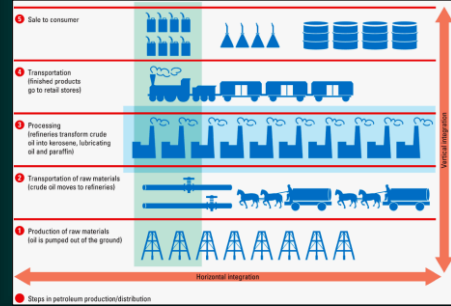 5 Sale to consumer
4 Transportation
(finished products
go to retail stores)
3 Processing
(refineries transform crude
oil into kerosene, lubricating
oil and paraffin)
2 Transportation of raw materials
(crude oil moves to refineries)
1 Production of raw materials
(oil is pumped out of the ground)
Vertical integration
Horizontal integration
Steps in petroleum production/distribution